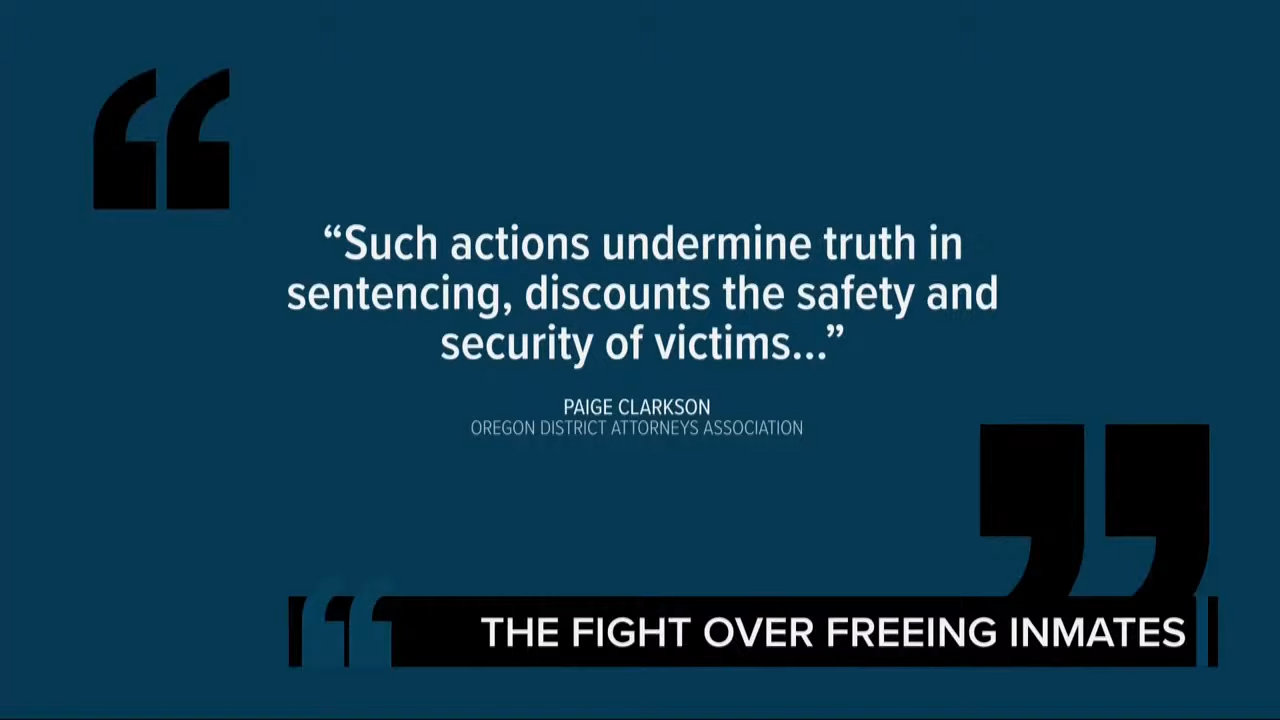 “Such actions undermine truth in
sentencing, discounts the safety and
security of victims...”
PAIGE CLARKSON
OREGON DISTRICT ATTORNEYS ASSOCIATION
THE FIGHT OVER FREEING INMATES